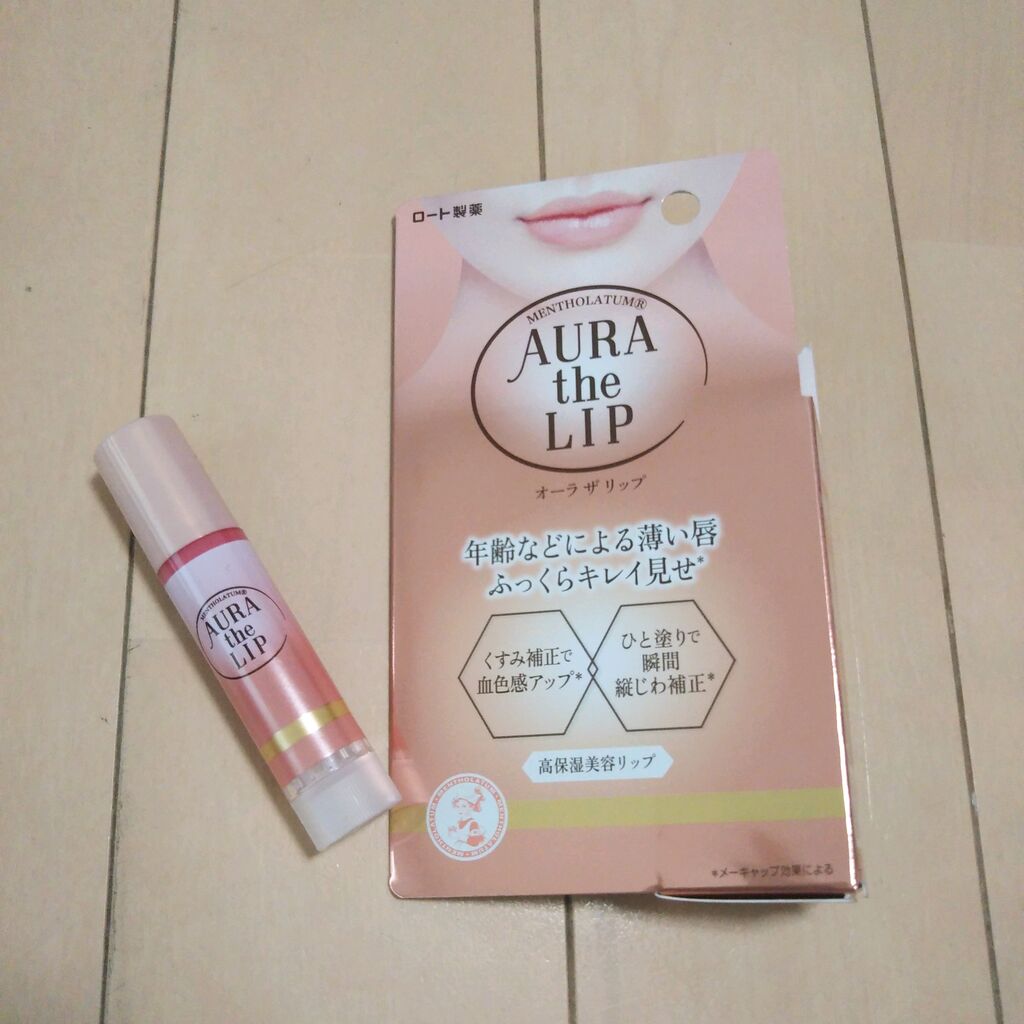 ロート製薬
MENTHOLATUM®
AURA
the
LIP
オーラ ザ リップ
年齢などによる薄い唇
ふっくらキレイ見せ*
くすみ補正で
血色感アップ*
ひと塗りで
瞬間
縦じわ補正*
高保湿美容リップ
MENTHOLATUM・MENTHOLATUM・MENTHOLATUM
*メーキャップ効果による
MENTHOLATUM®
AURA
the
LIP